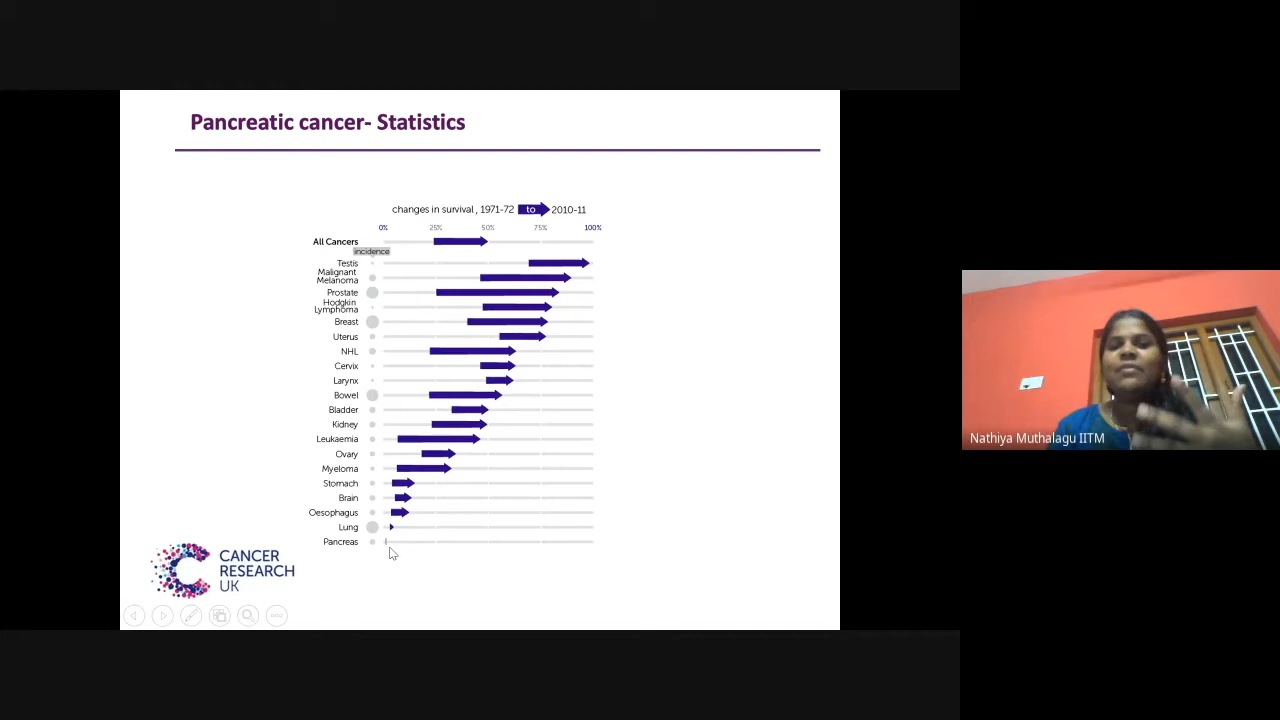 Pancreatic cancer- Statistics
changes in survival , 1971-72 to 2010-11
0% 25% 50% 75% 100%
All Cancers
incidence
Testis
Malignant
Melanoma
Prostate
Hodgkin
Lymphoma
Breast
Uterus
NHL
Cervix
Larynx
Bowel
Bladder
Kidney
Leukaemia
Ovary
Myeloma
Stomach
Brain
Oesophagus
Lung
Pancreas
CANCER
RESEARCH
UK
Nathiya Muthalagu IITM